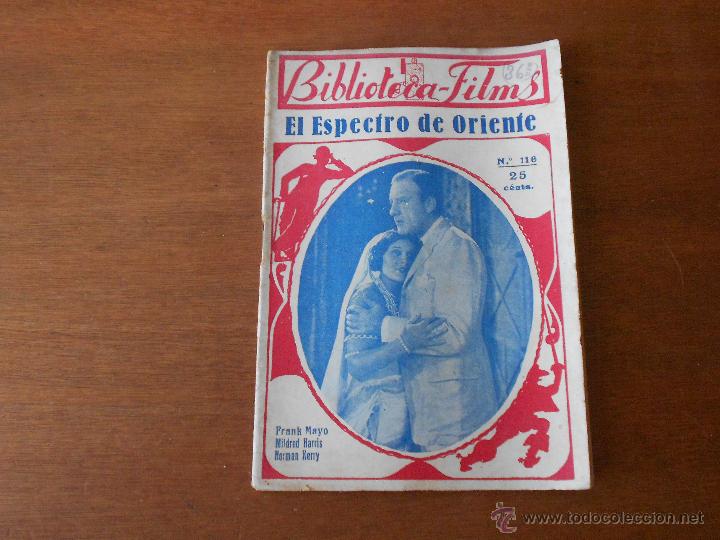 Biblioteca-Films
El Espectro de Oriente
N.º 116
25
cénts.
Frank Mayo
Mildred Harris
Norman Kerry
© www.todocoleccion.net